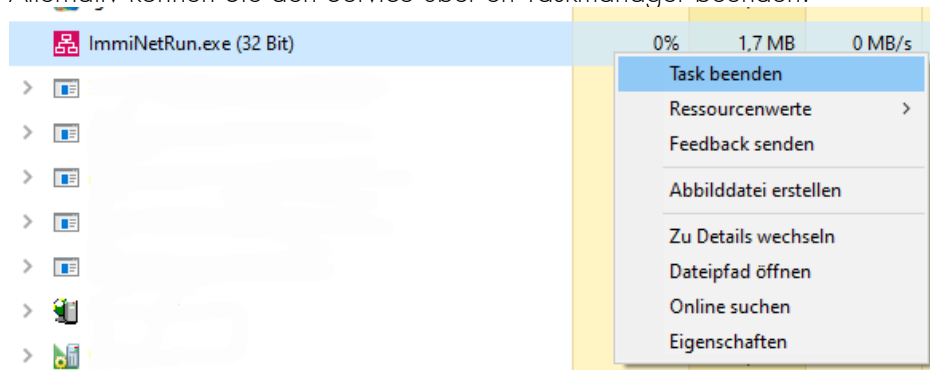 ImmiNetRun.exe (32 Bit) 0% 1,7 MB 0 MB/s
Task beenden
Ressourcenwerte
Feedback senden
Abbilddatei erstellen
Zu Details wechseln
Dateipfad öffnen
Online suchen
Eigenschaften